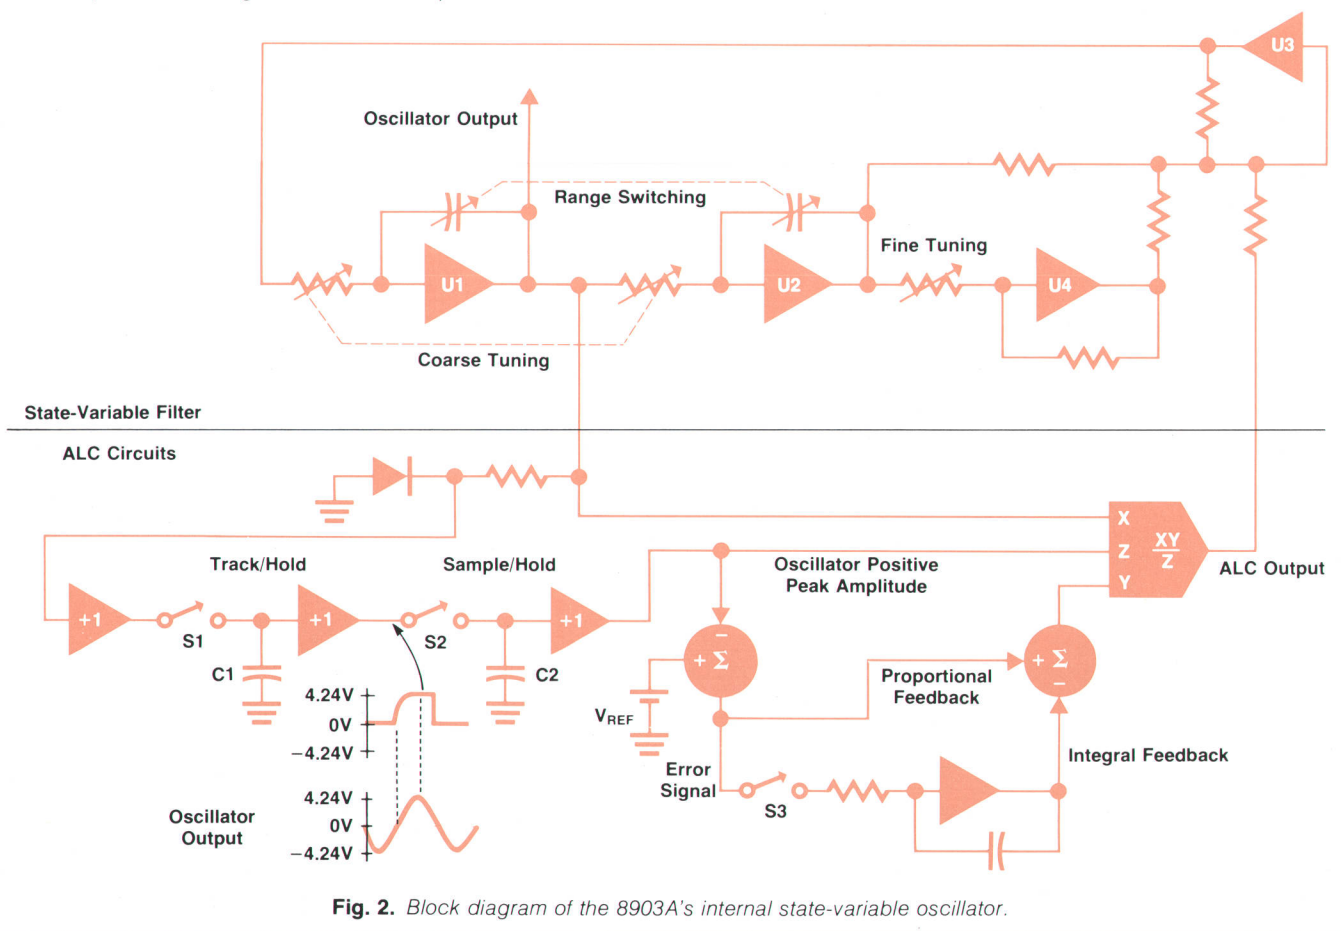 U3
Oscillator Output
Range Switching
Fine Tuning
U1
U2
U4
Coarse Tuning
State-Variable Filter
ALC Circuits
X
Z
Y
XY
Z
ALC Output
Track/Hold
Sample/Hold
Oscillator Positive
Peak Amplitude
+1
S1
+1
S2
+1
C1
C2
−
+ Σ
+ Σ
−
Proportional
Feedback
VREF
4.24V
0V
−4.24V
Integral Feedback
Error
Signal
S3
Oscillator
Output
4.24V
0V
−4.24V
Fig. 2. Block diagram of the 8903A's internal state-variable oscillator.